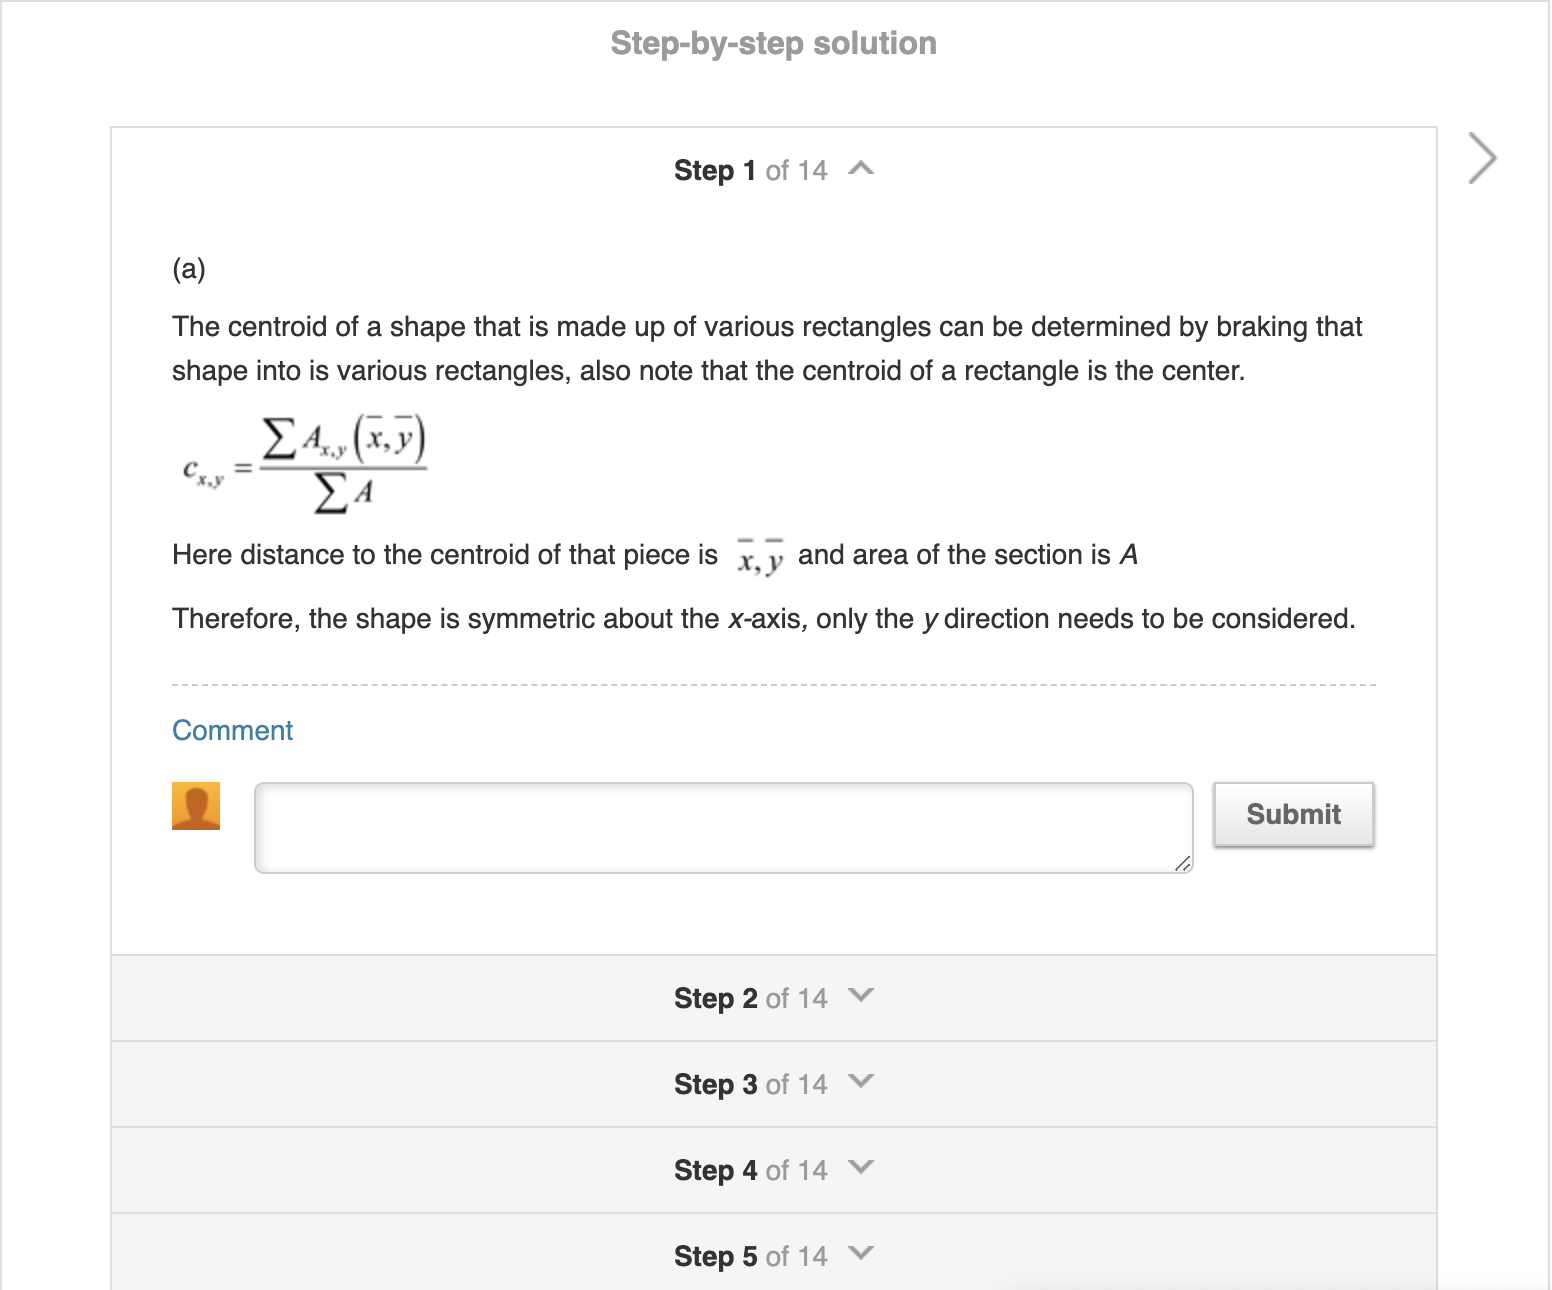 Step-by-step solution
Step 1 of 14
(a)
The centroid of a shape that is made up of various rectangles can be determined by braking that
shape into is various rectangles, also note that the centroid of a rectangle is the center.
c_{x,y} = \frac{\sum A_{x,y} (\overline{x}, \overline{y})}{\sum A}
Here distance to the centroid of that piece is \overline{x}, \overline{y} and area of the section is A
Therefore, the shape is symmetric about the x-axis, only the y direction needs to be considered.
Comment
Submit
Step 2 of 14
Step 3 of 14
Step 4 of 14
Step 5 of 14